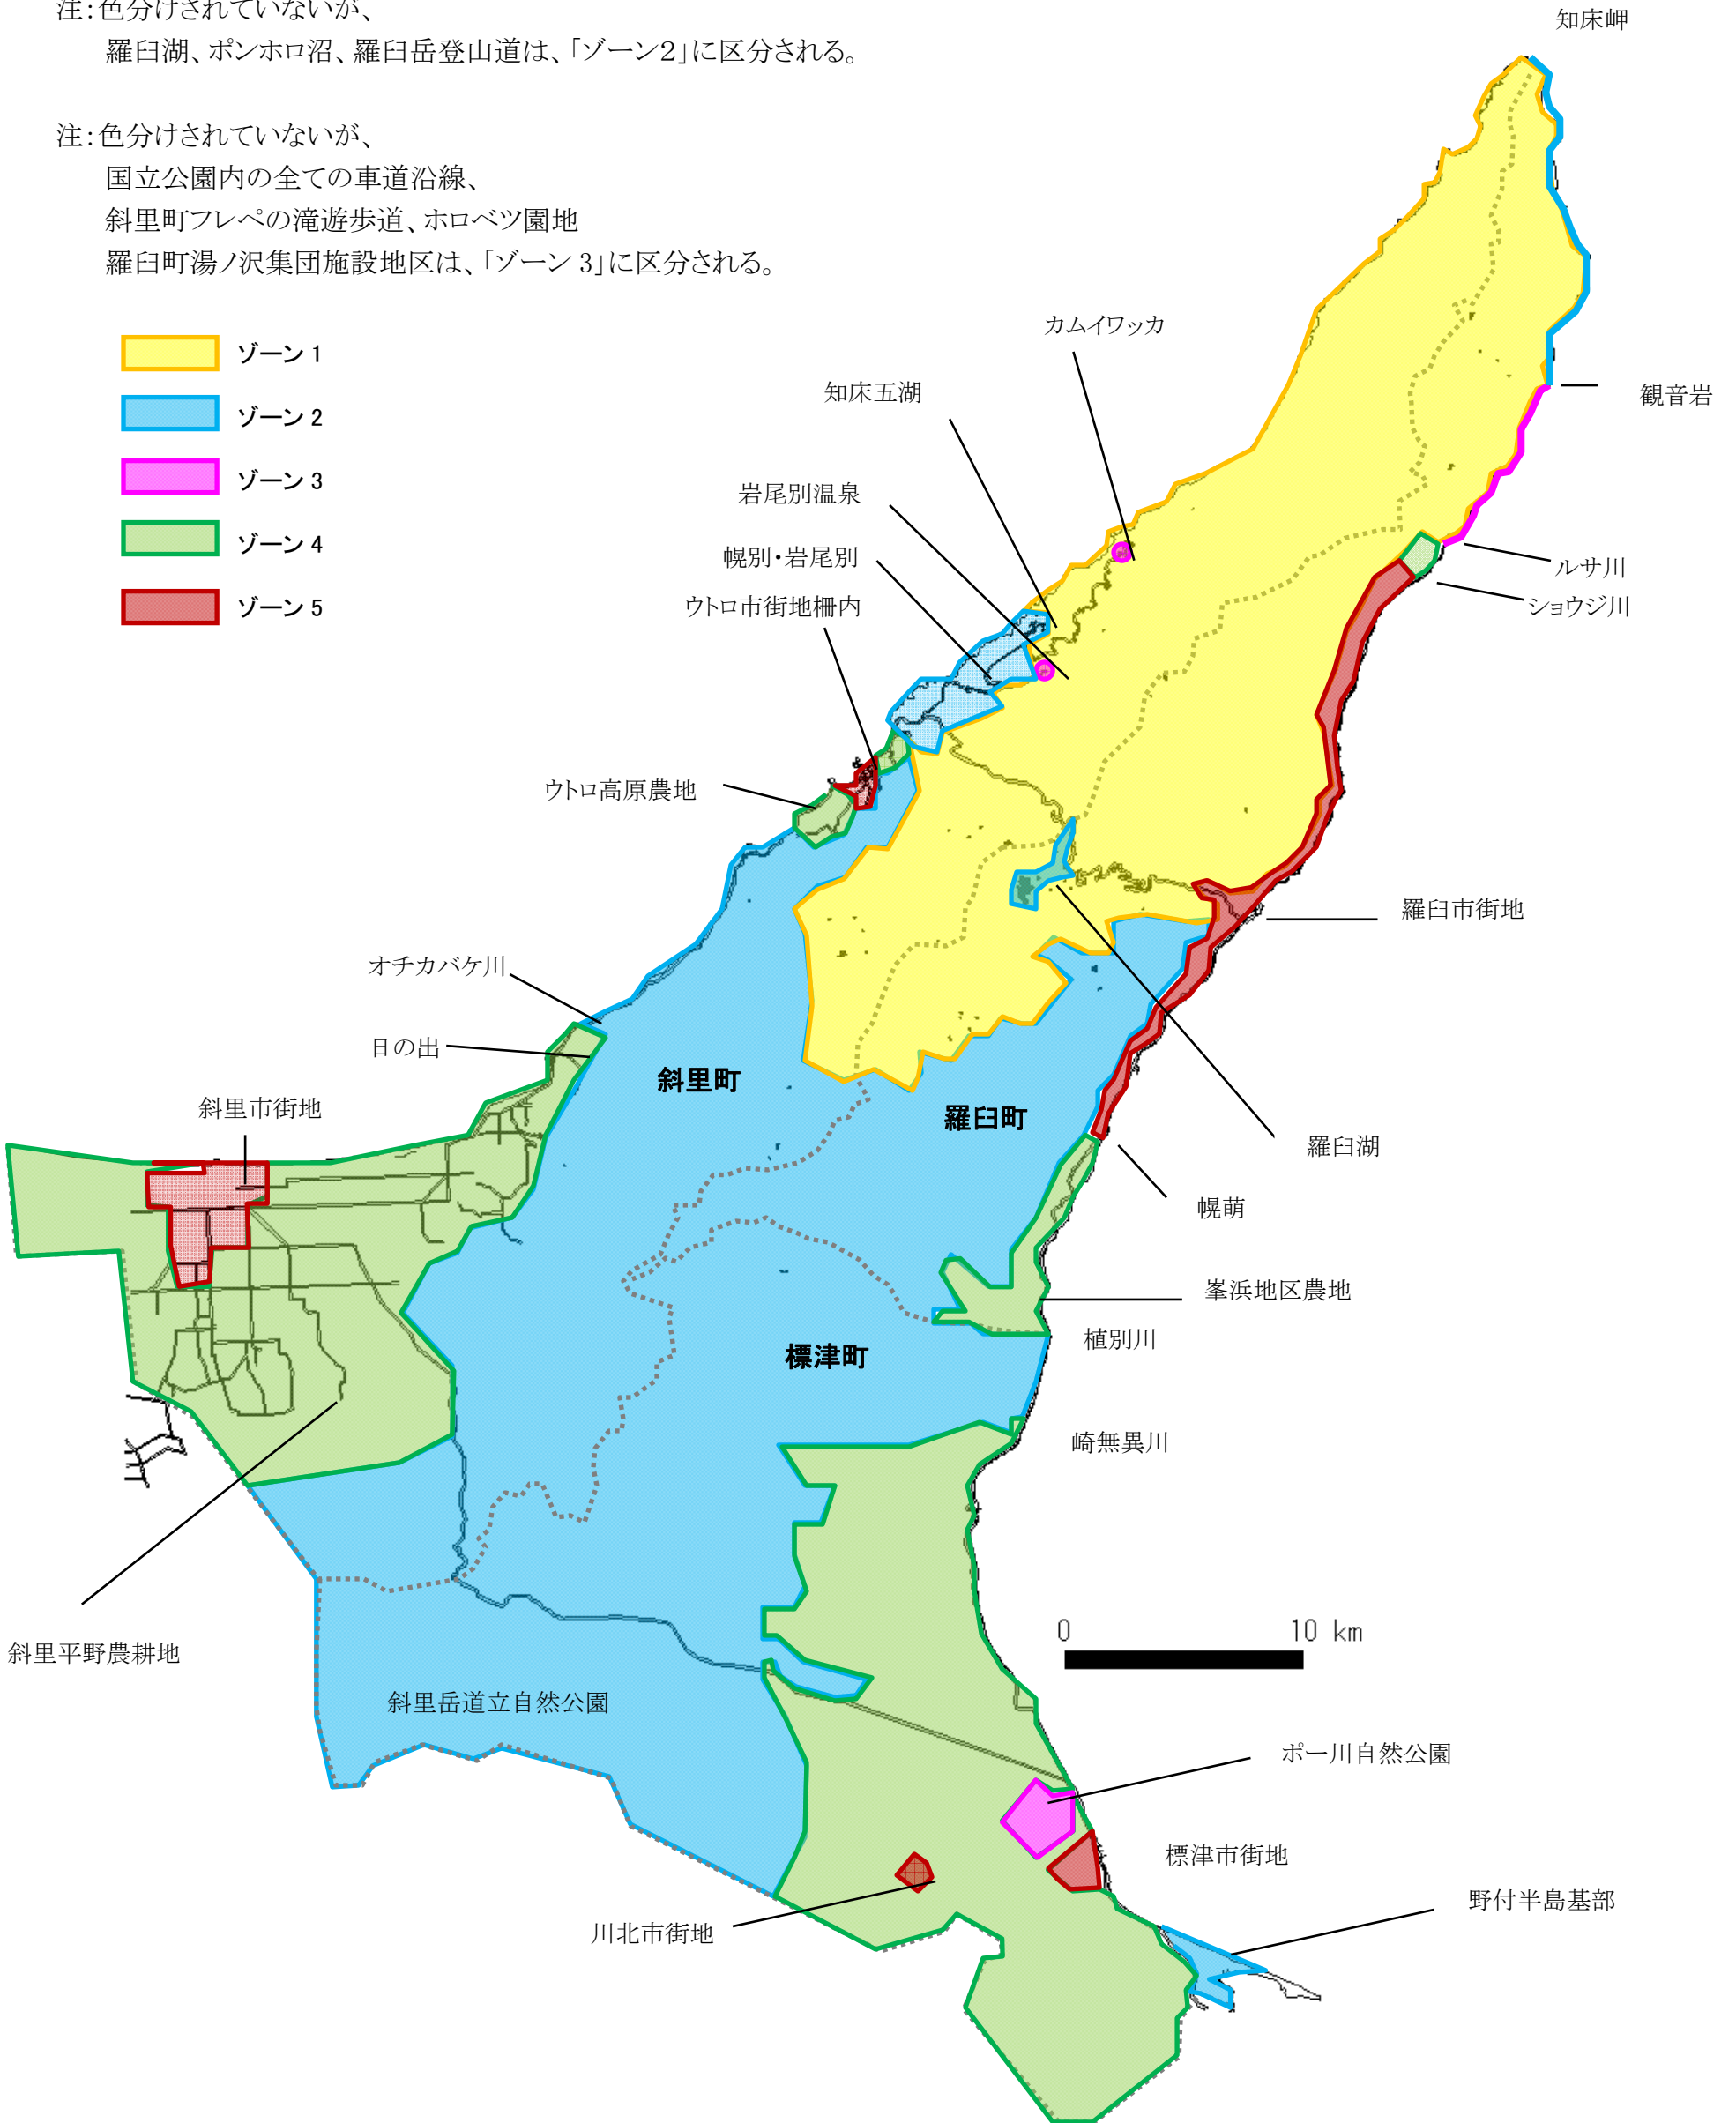 注:色分けされていないが、
羅臼湖、ポンホロ沼、羅臼岳登山道は、「ゾーン2」に区分される。
注:色分けされていないが、
国立公園内の全ての車道沿線、
斜里町フレペの滝遊歩道、ホロベツ園地
羅臼町湯ノ沢集団施設地区は、「ゾーン 3」に区分される。
ゾーン 1
ゾーン 2
ゾーン 3
ゾーン 4
ゾーン 5
知床岬
カムイワッカ
知床五湖
観音岩
岩尾別温泉
幌別・岩尾別
ルサ川
ウトロ市街地柵内
ショウジ川
ウトロ高原農地
羅臼市街地
オチカバケ川
日の出
斜里町
斜里市街地
羅臼町
羅臼湖
幌萌
峯浜地区農地
植別川
標津町
崎無異川
0 10 km
斜里平野農耕地
斜里岳道立自然公園
ポー川自然公園
標津市街地
野付半島基部
川北市街地